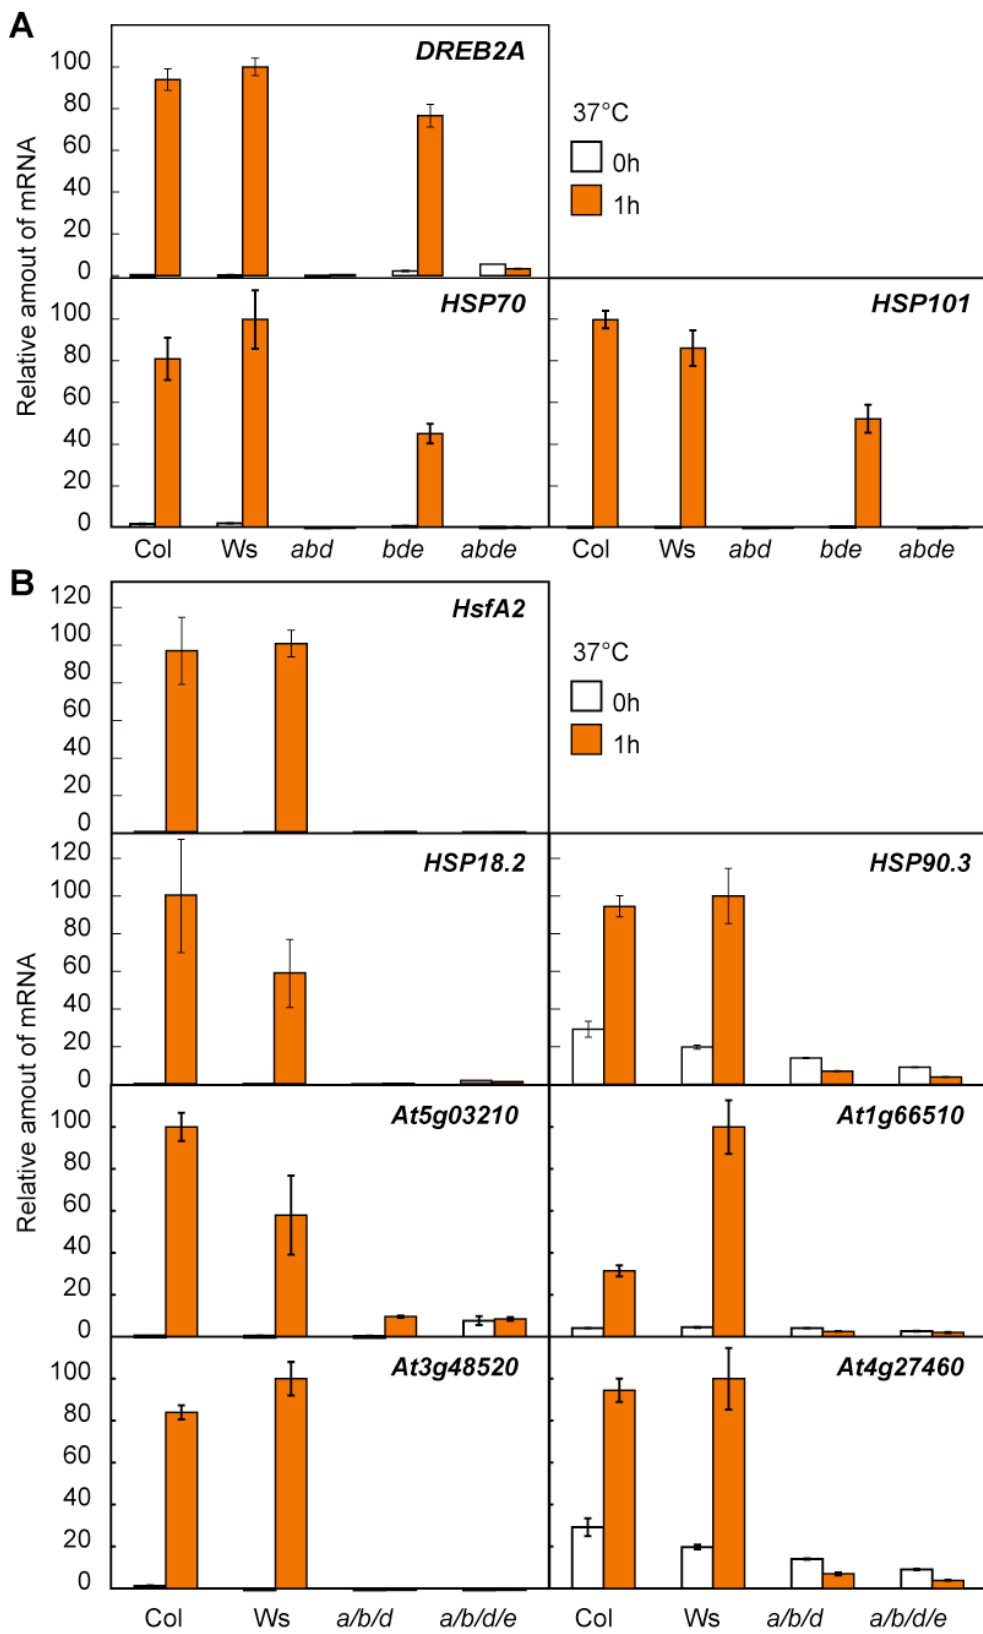 A
DREB2A
100
80
60
40
20
0
37°C
0h
1h
Relative amout of mRNA
HSP70
HSP101
100
80
60
40
20
0
Col Ws abd bde abde Col Ws abd bde abde
B
HsfA2
120
100
80
60
40
20
0
37°C
0h
1h
HSP18.2
HSP90.3
120
100
80
60
40
20
0
Relative amout of mRNA
At5g03210
At1g66510
100
80
60
40
20
0
At3g48520
At4g27460
100
80
60
40
20
0
Col Ws a/b/d a/b/d/e Col Ws a/b/d a/b/d/e